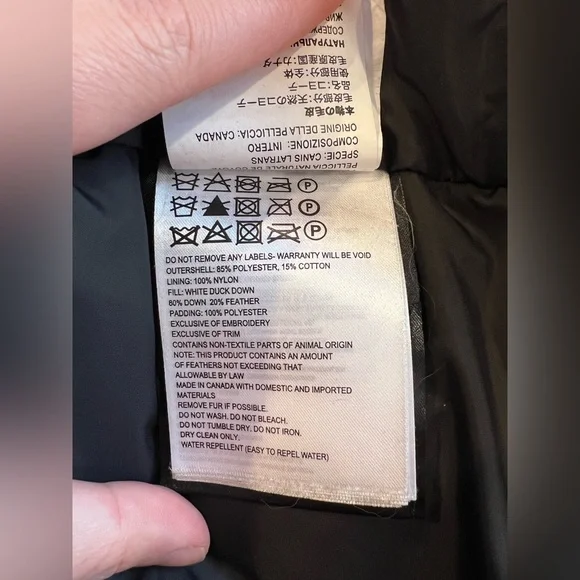 НАТУРАЛЬН
毛皮原産国:カナダ
使用部分:全体
品名:コヨーテ
毛皮部分:天然のコヨーテ
本物の毛皮
ORIGINE DELLA PELLICCIA: CANADA
COMPOSIZIONE: INTERO
SPECIE: CANIS LATRANS
PELLICCIA NATURALE DE
P
P
P
DO NOT REMOVE ANY LABELS- WARRANTY WILL BE VOID
OUTERSHELL: 85% POLYESTER, 15% COTTON
LINING: 100% NYLON
FILL: WHITE DUCK DOWN
80% DOWN 20% FEATHER
PADDING: 100% POLYESTER
EXCLUSIVE OF EMBROIDERY
EXCLUSIVE OF TRIM
CONTAINS NON-TEXTILE PARTS OF ANIMAL ORIGIN
NOTE: THIS PRODUCT CONTAINS AN AMOUNT
OF FEATHERS NOT EXCEEDING THAT
ALLOWABLE BY LAW
MADE IN CANADA WITH DOMESTIC AND IMPORTED
MATERIALS
REMOVE FUR IF POSSIBLE.
DO NOT WASH. DO NOT BLEACH.
DO NOT TUMBLE DRY. DO NOT IRON.
DRY CLEAN ONLY.
WATER REPELLENT (EASY TO REPEL WATER)